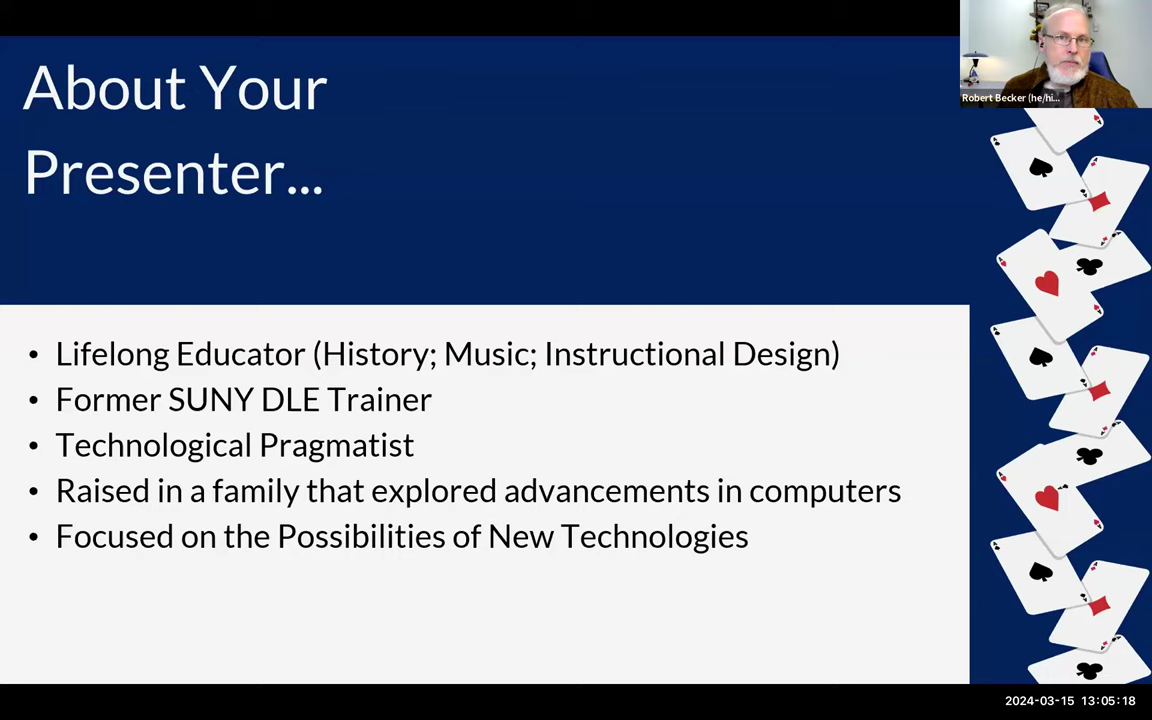 About Your
Presenter...
Robert Becker (he/hi...
• Lifelong Educator (History; Music; Instructional Design)
• Former SUNY DLE Trainer
• Technological Pragmatist
• Raised in a family that explored advancements in computers
• Focused on the Possibilities of New Technologies
2024-03-15 13:05:18